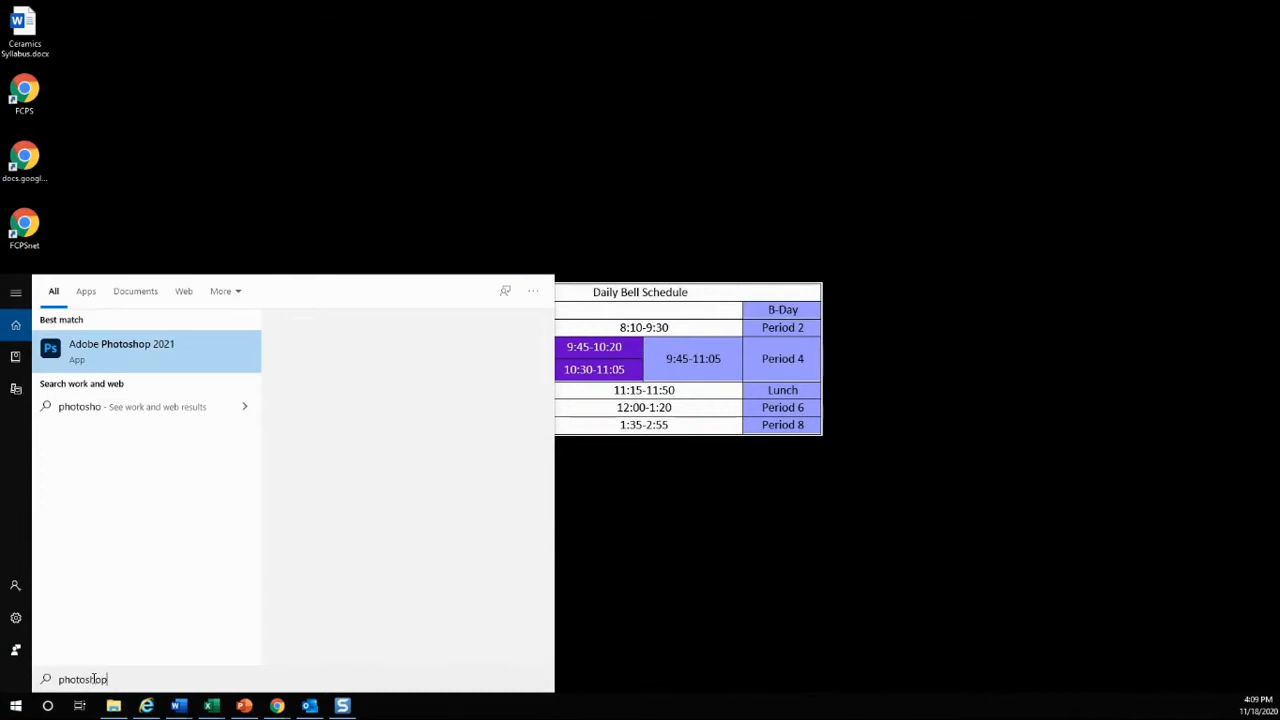 Ceramics
Syllabus.docx
FCPS
docs.googl...
FCPSnet
All Apps Documents Web More
Best match
Ps
Adobe Photoshop 2021
App
Search work and web
photosho - See work and web results
photoshop
Daily Bell Schedule
B-Day
8:10-9:30 Period 2
9:45-10:20 9:45-11:05 Period 4
10:30-11:05
11:15-11:50 Lunch
12:00-1:20 Period 6
1:35-2:55 Period 8
4:09 PM
11/18/2020